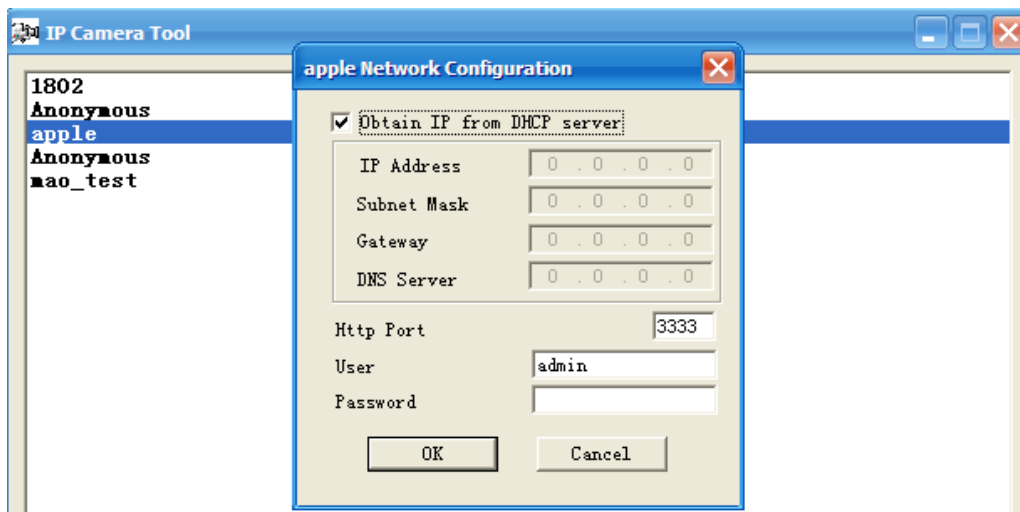 IP Camera Tool
1802
Anonymous
apple
Anonymous
mao_test
apple Network Configuration
Obtain IP from DHCP server
IP Address 0 . 0 . 0 . 0
Subnet Mask 0 . 0 . 0 . 0
Gateway 0 . 0 . 0 . 0
DNS Server 0 . 0 . 0 . 0
Http Port 3333
User admin
Password
OK Cancel